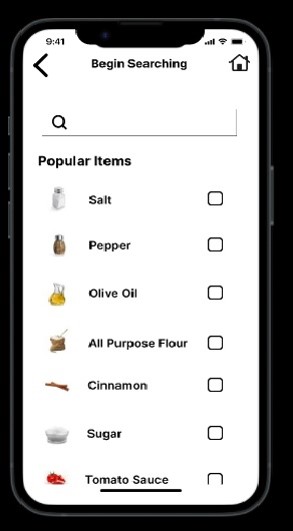 9:41
Begin Searching
Popular Items
Salt
Pepper
Olive Oil
All Purpose Flour
Cinnamon
Sugar
Tomato Sauce